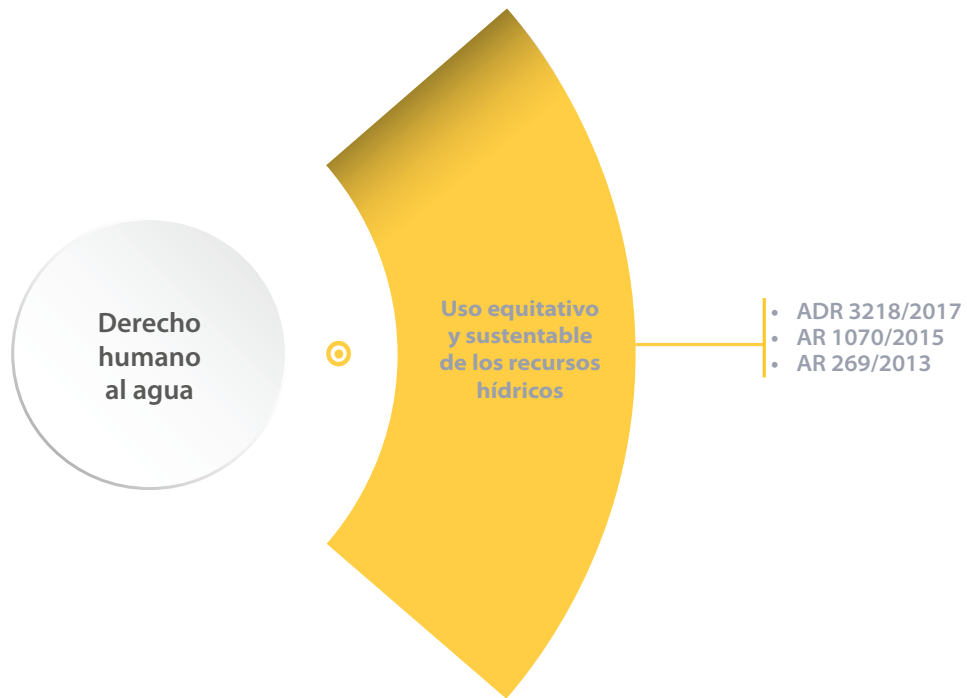 Derecho
humano
al agua
Uso equitativo
y sustentable
de los recursos
hídricos
• ADR 3218/2017
• AR 1070/2015
• AR 269/2013